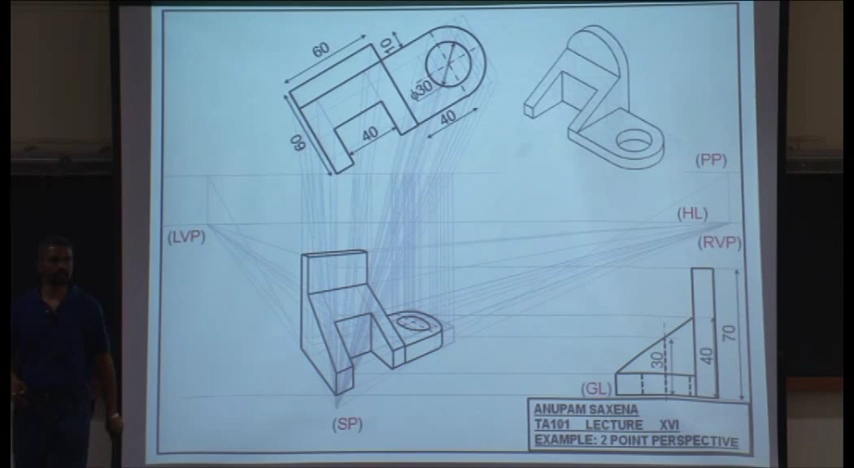 60
10
ϕ30
60
40
40
(PP)
(HL)
(LVP)
(RVP)
30
40
70
(GL)
(SP)
ANUPAM SAXENA
TA101 LECTURE XVI
EXAMPLE: 2 POINT PERSPECTIVE